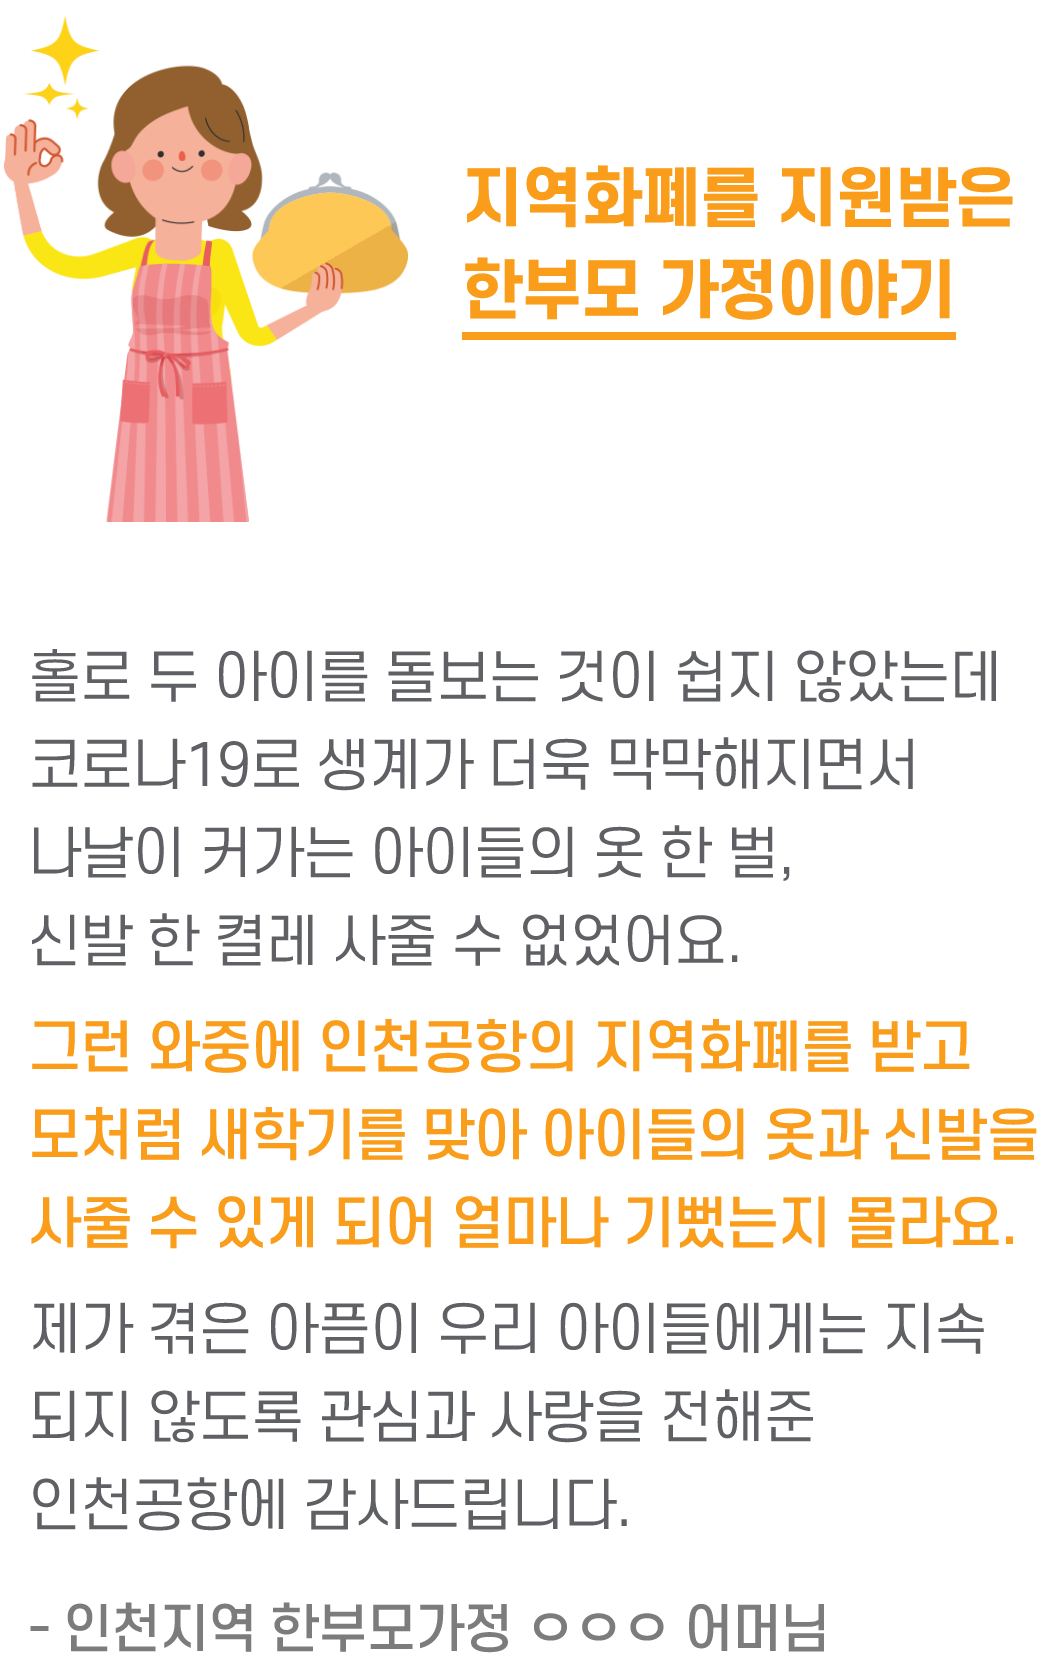 지역화폐를 지원받은
한부모 가정이야기
홀로 두 아이를 돌보는 것이 쉽지 않았는데
코로나19로 생계가 더욱 막막해지면서
나날이 커가는 아이들의 옷 한 벌,
신발 한 켤레 사줄 수 없었어요.
그런 와중에 인천공항의 지역화폐를 받고
모처럼 새학기를 맞아 아이들의 옷과 신발을
사줄 수 있게 되어 얼마나 기뻤는지 몰라요.
제가 겪은 아픔이 우리 아이들에게는 지속
되지 않도록 관심과 사랑을 전해준
인천공항에 감사드립니다.
- 인천지역 한부모가정 ㅇㅇㅇ 어머님